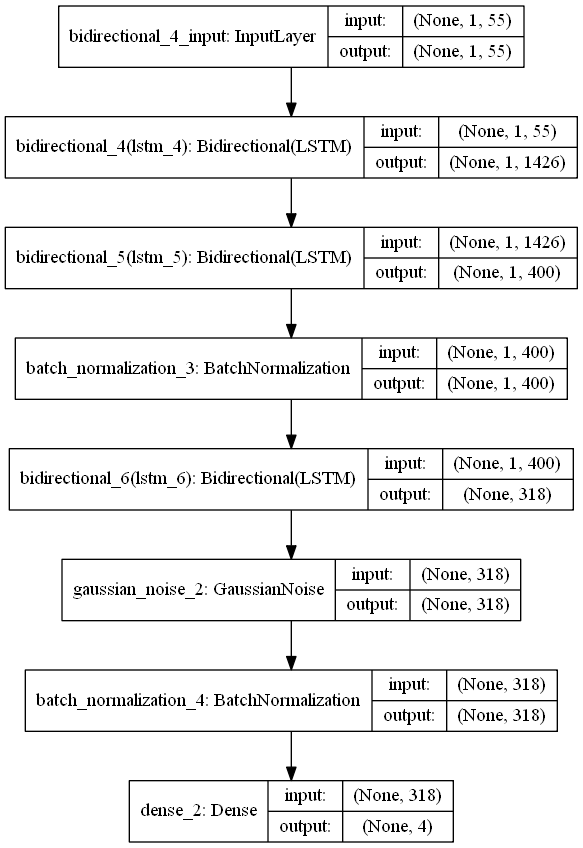 bidirectional_4_input: InputLayer
input: (None, 1, 55)
output: (None, 1, 55)
bidirectional_4(lstm_4): Bidirectional(LSTM)
input: (None, 1, 55)
output: (None, 1, 1426)
bidirectional_5(lstm_5): Bidirectional(LSTM)
input: (None, 1, 1426)
output: (None, 1, 400)
batch_normalization_3: BatchNormalization
input: (None, 1, 400)
output: (None, 1, 400)
bidirectional_6(lstm_6): Bidirectional(LSTM)
input: (None, 1, 400)
output: (None, 318)
gaussian_noise_2: GaussianNoise
input: (None, 318)
output: (None, 318)
batch_normalization_4: BatchNormalization
input: (None, 318)
output: (None, 318)
dense_2: Dense
input: (None, 318)
output: (None, 4)